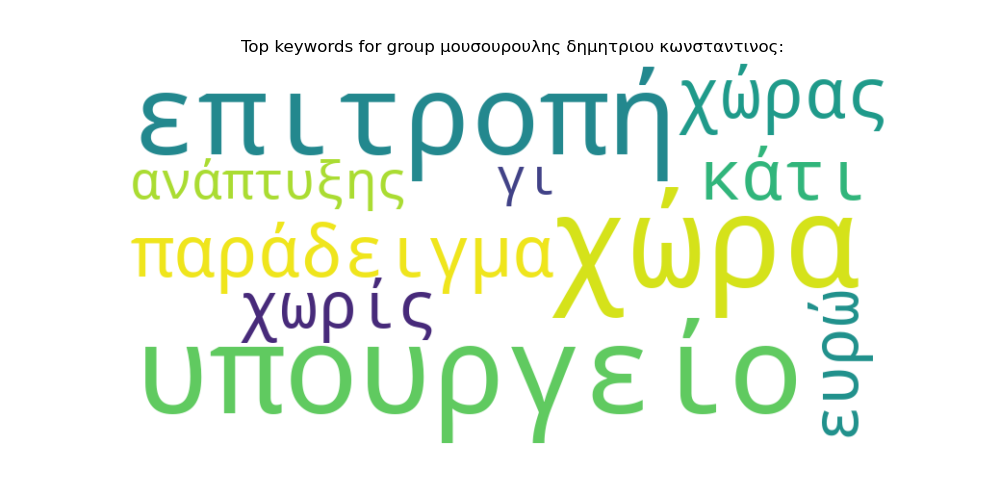 Top keywords for group μουσουρουλης δημητριου κωνσταντινος:
επιτροπή
χώρας
ανάπτυξης
γι
κάτι
παράδειγμα
χώρα
χωρίς
υπουργείο
ευρώ